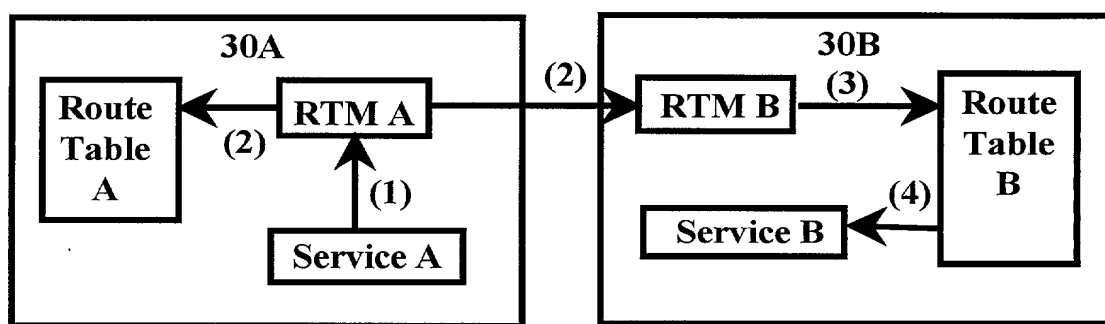 30A
Route
Table
A
(2)
RTM A
(1)
Service A
(2)
30B
RTM B
(3)
Route
Table
B
(4)
Service B